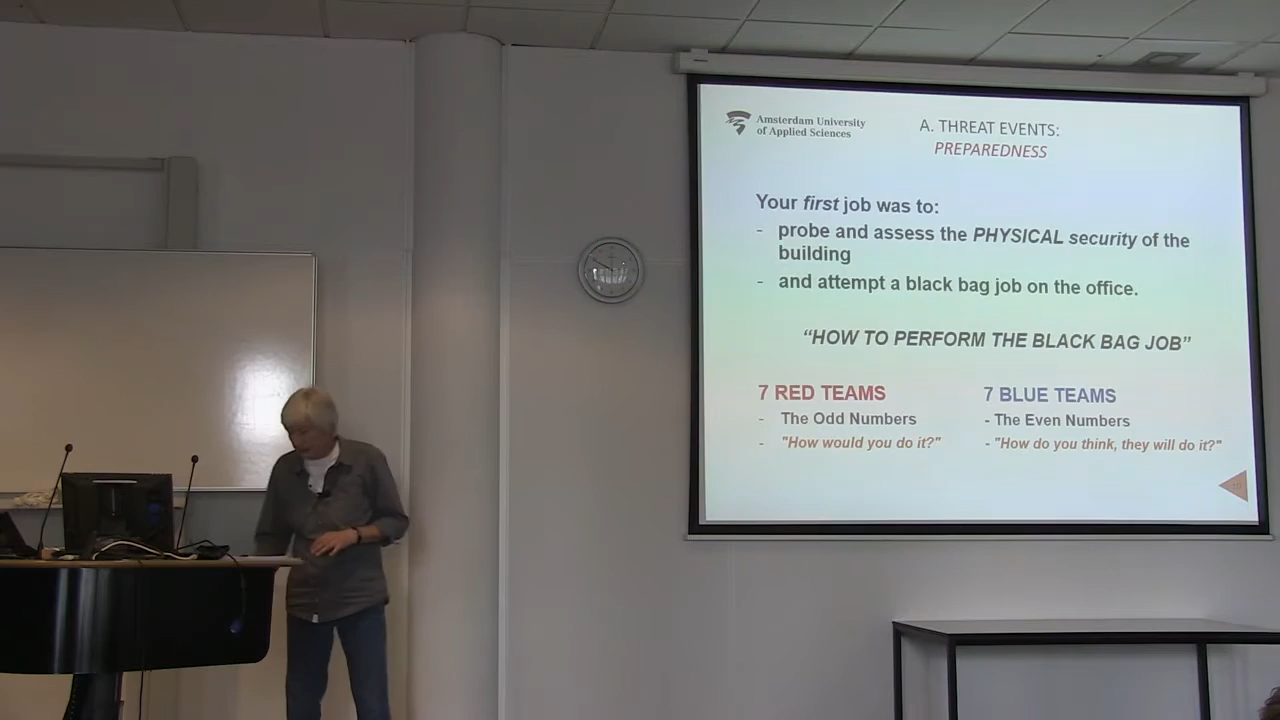 Amsterdam University
of Applied Sciences
A. THREAT EVENTS:
PREPAREDNESS
Your first job was to:
- probe and assess the PHYSICAL security of the
building
- and attempt a black bag job on the office.
“HOW TO PERFORM THE BLACK BAG JOB”
7 RED TEAMS
- The Odd Numbers
- "How would you do it?"
7 BLUE TEAMS
- The Even Numbers
- "How do you think, they will do it?"